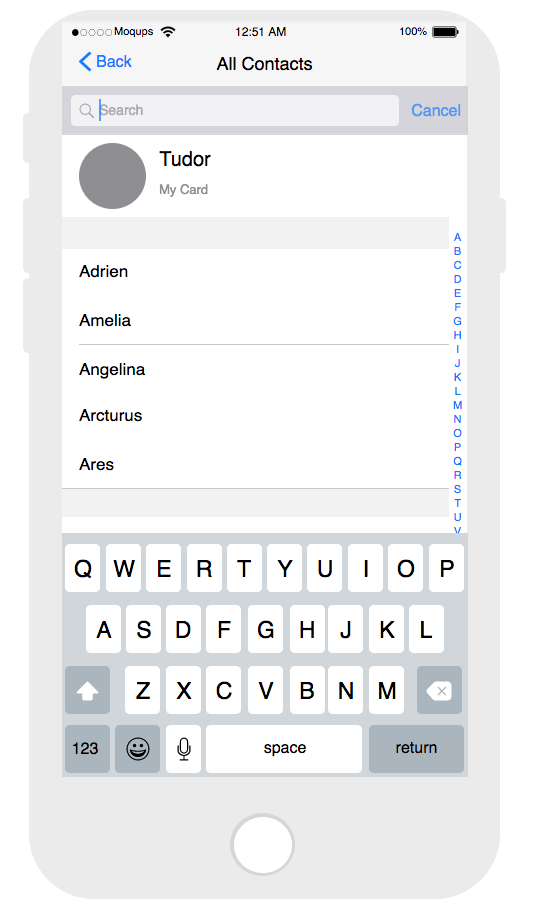 Moqups 12:51 AM 100%
Back All Contacts
Search Cancel
Tudor
My Card
Adrien
Amelia
Angelina
Arcturus
Ares
A
B
C
D
E
F
G
H
I
J
K
L
M
N
O
P
Q
R
S
T
U
V
Q W E R T Y U I O P
A S D F G H J K L
Z X C V B N M
123 space return